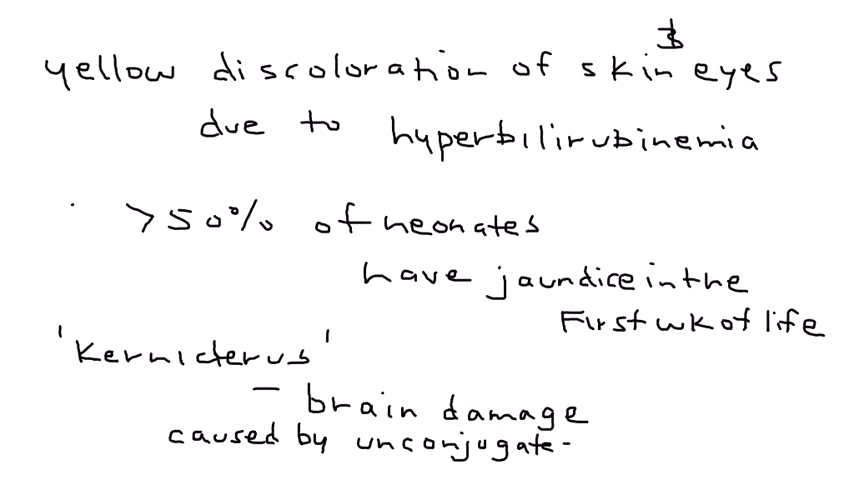 yellow discoloration of skin & eyes
due to hyperbilirubinemia
>50% of neonates
have jaundice in the
First wk of life
'Kernicterus'
- brain damage
caused by unconjugate-